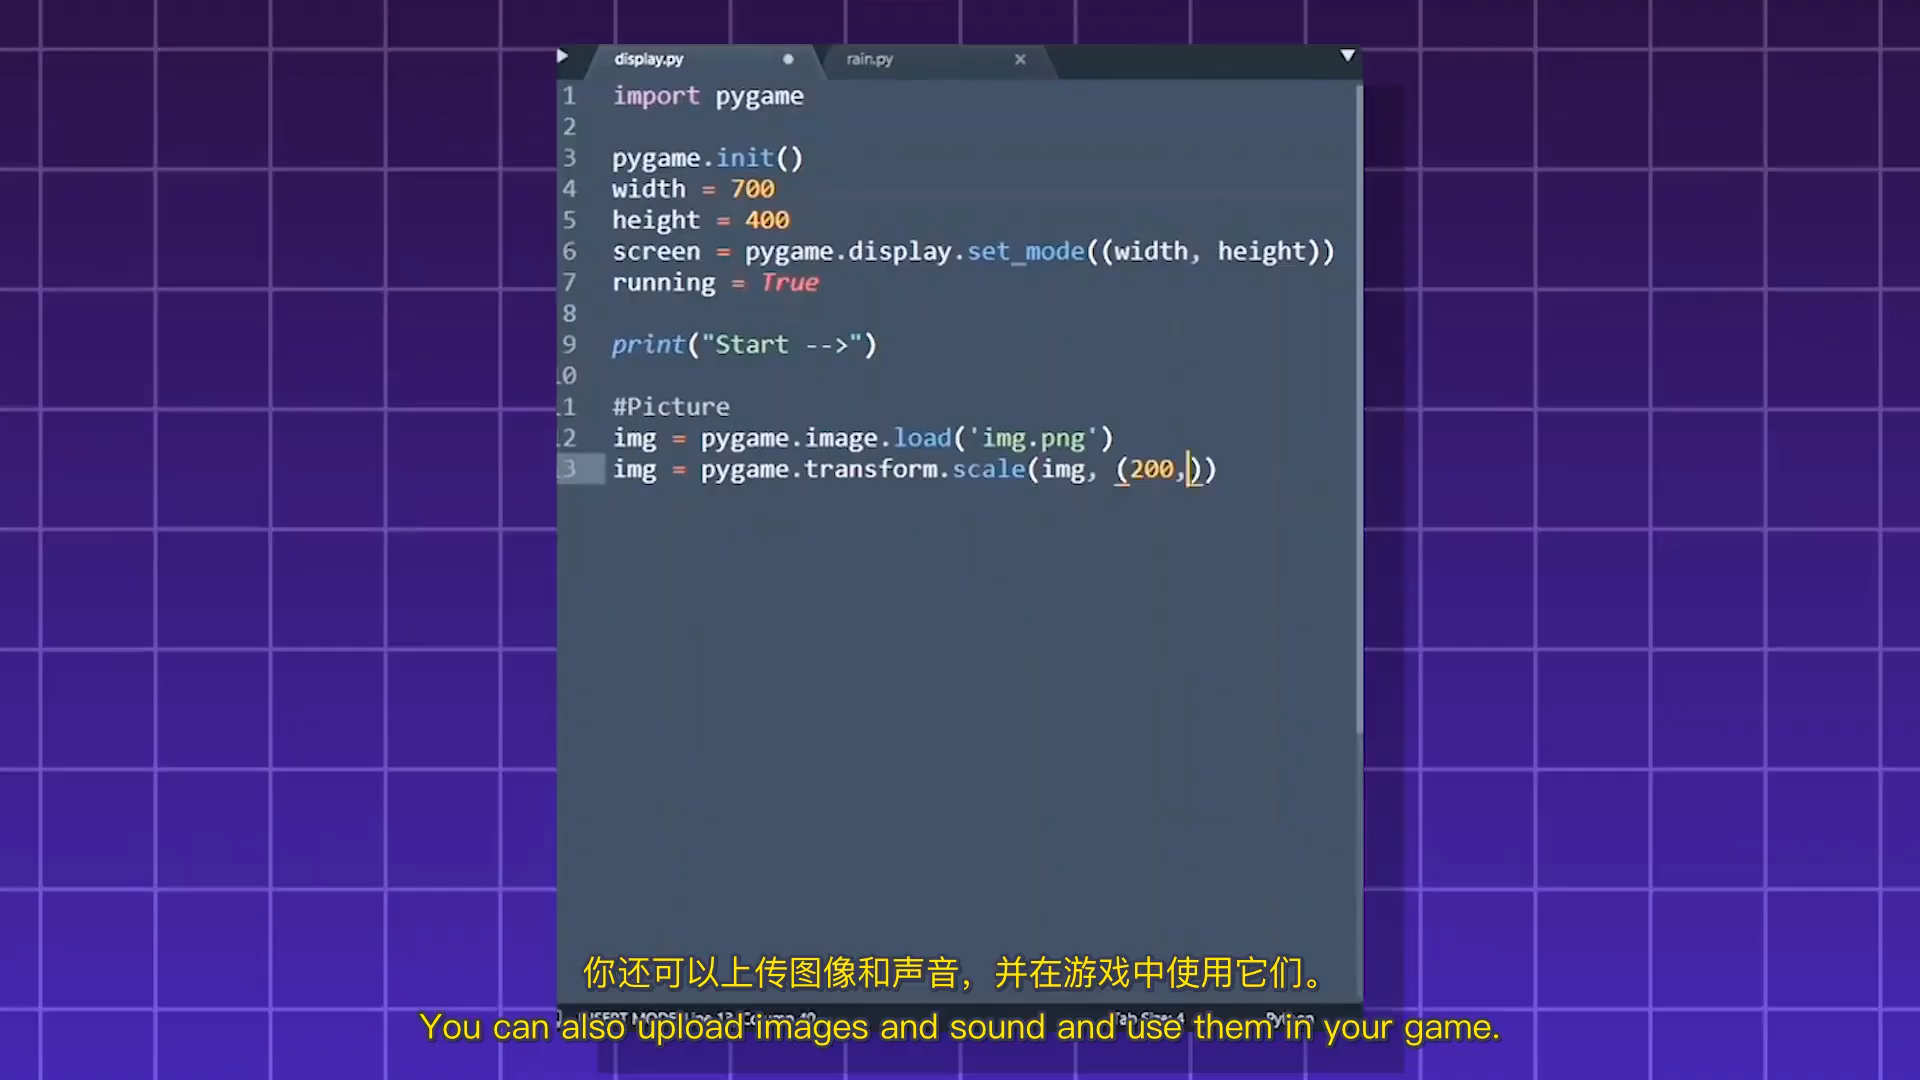 display.py rain.py
1 import pygame
2
3 pygame.init()
4 width = 700
5 height = 400
6 screen = pygame.display.set_mode((width, height))
7 running = True
8
9 print("Start -->")
10
11 #Picture
12 img = pygame.image.load('img.png')
13 img = pygame.transform.scale(img, (200,))
你还可以上传图像和声音，并在游戏中使用它们。
You can also upload images and sound and use them in your game.
Tab Size: 4 Python